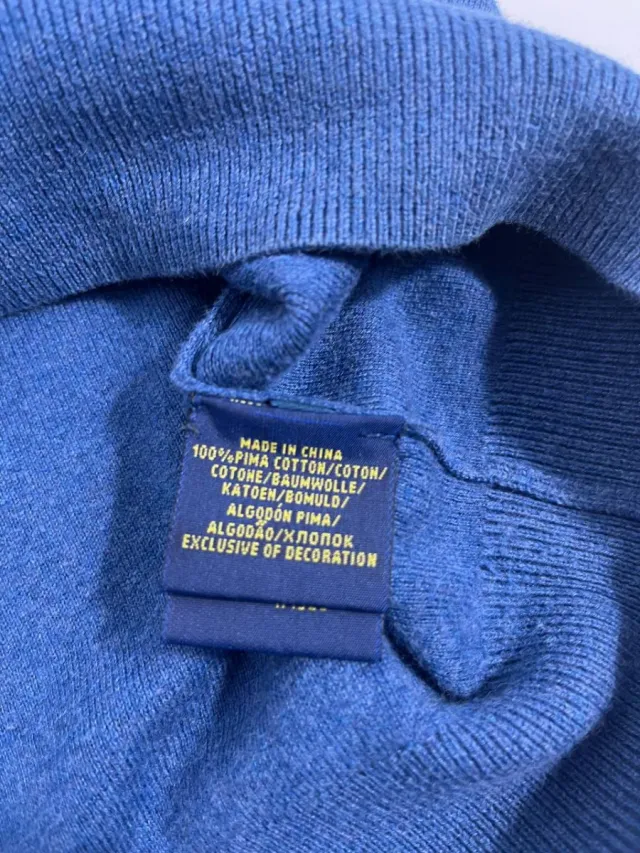 MADE IN CHINA
100%PIMA COTTON/COTON/
COTONE/BAUMWOLLE/
KATOEN/BOMULD/
ALGODÓN PIMA/
ALGODÃO/ХЛОПОК
EXCLUSIVE OF DECORATION